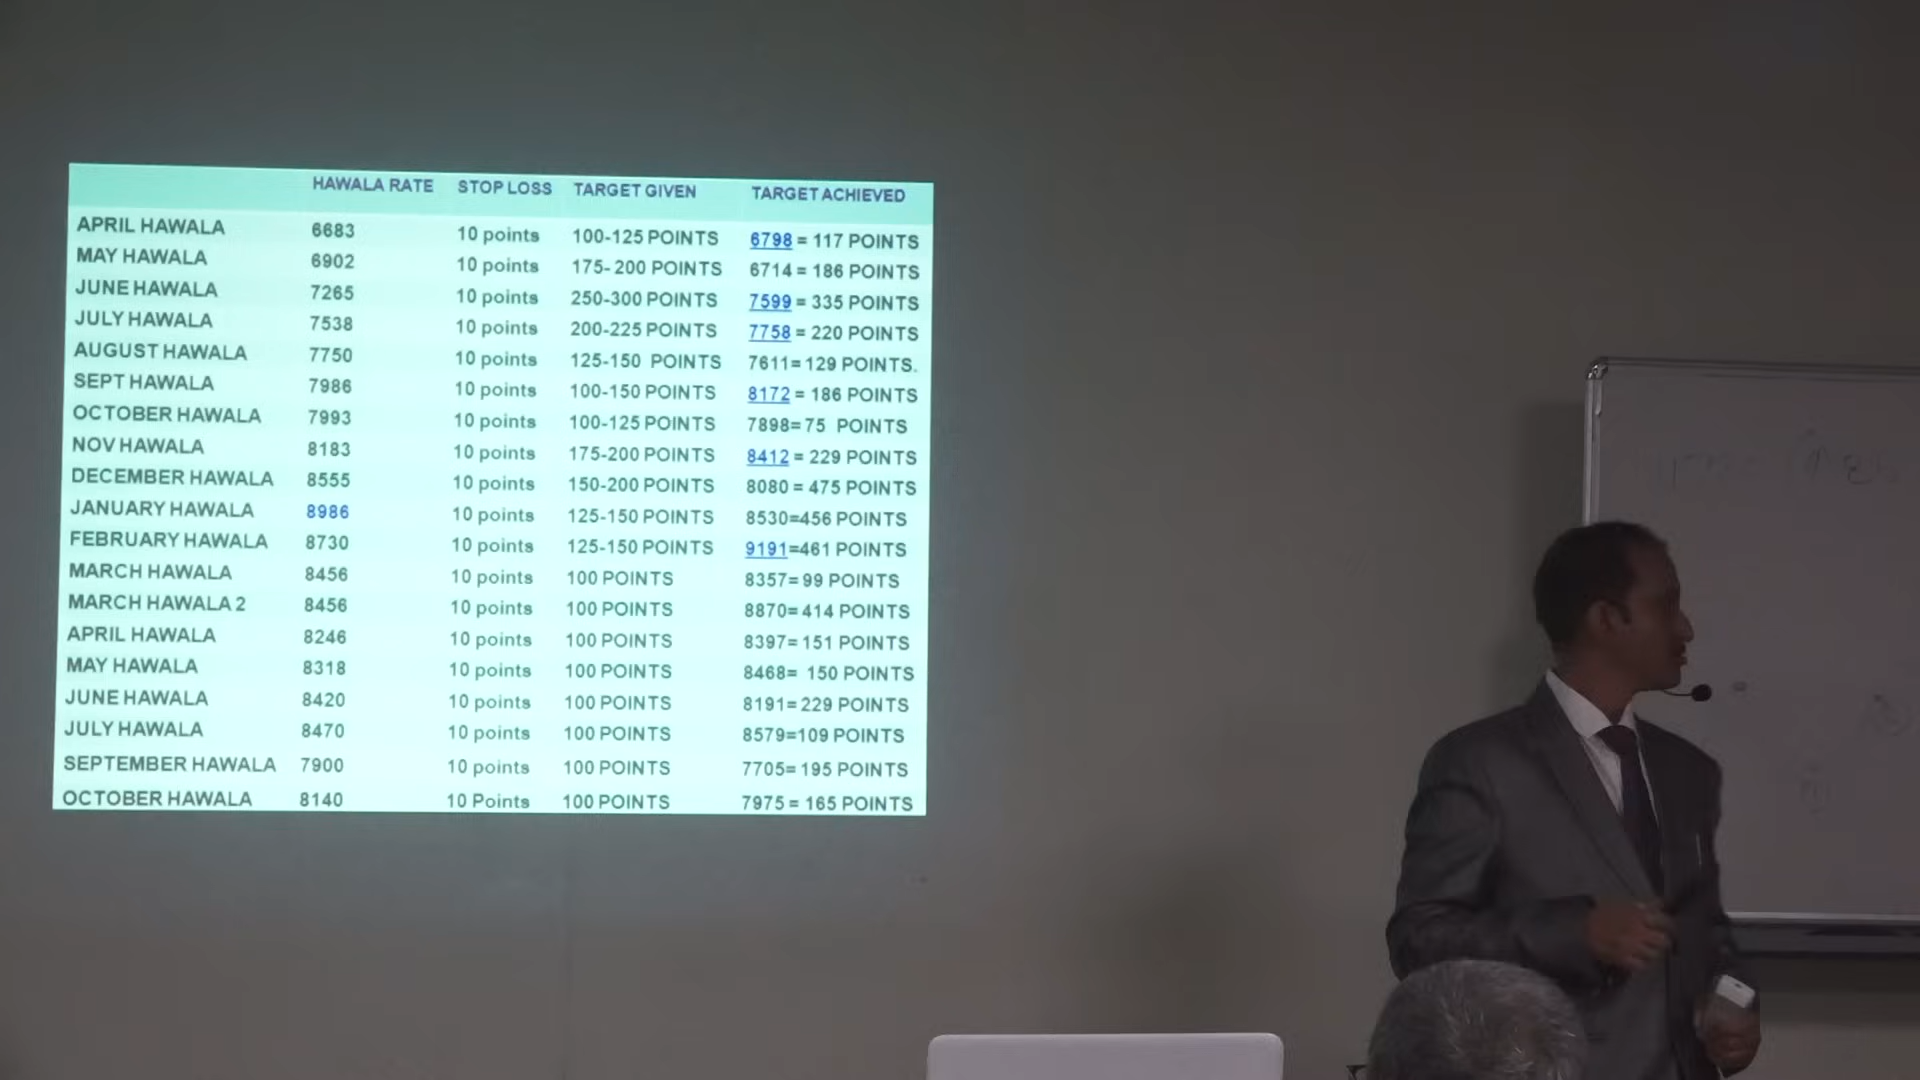 HAWALA RATE STOP LOSS TARGET GIVEN TARGET ACHIEVED
APRIL HAWALA 6683 10 points 100-125 POINTS 6798 = 117 POINTS
MAY HAWALA 6902 10 points 175- 200 POINTS 6714 = 186 POINTS
JUNE HAWALA 7265 10 points 250-300 POINTS 7599 = 335 POINTS
JULY HAWALA 7538 10 points 200-225 POINTS 7758 = 220 POINTS
AUGUST HAWALA 7750 10 points 125-150 POINTS 7611= 129 POINTS.
SEPT HAWALA 7986 10 points 100-150 POINTS 8172 = 186 POINTS
OCTOBER HAWALA 7993 10 points 100-125 POINTS 7898= 75 POINTS
NOV HAWALA 8183 10 points 175-200 POINTS 8412 = 229 POINTS
DECEMBER HAWALA 8555 10 points 150-200 POINTS 8080 = 475 POINTS
JANUARY HAWALA 8986 10 points 125-150 POINTS 8530=456 POINTS
FEBRUARY HAWALA 8730 10 points 125-150 POINTS 9191=461 POINTS
MARCH HAWALA 8456 10 points 100 POINTS 8357= 99 POINTS
MARCH HAWALA 2 8456 10 points 100 POINTS 8870= 414 POINTS
APRIL HAWALA 8246 10 points 100 POINTS 8397= 151 POINTS
MAY HAWALA 8318 10 points 100 POINTS 8468= 150 POINTS
JUNE HAWALA 8420 10 points 100 POINTS 8191= 229 POINTS
JULY HAWALA 8470 10 points 100 POINTS 8579=109 POINTS
SEPTEMBER HAWALA 7900 10 points 100 POINTS 7705= 195 POINTS
OCTOBER HAWALA 8140 10 Points 100 POINTS 7975 = 165 POINTS